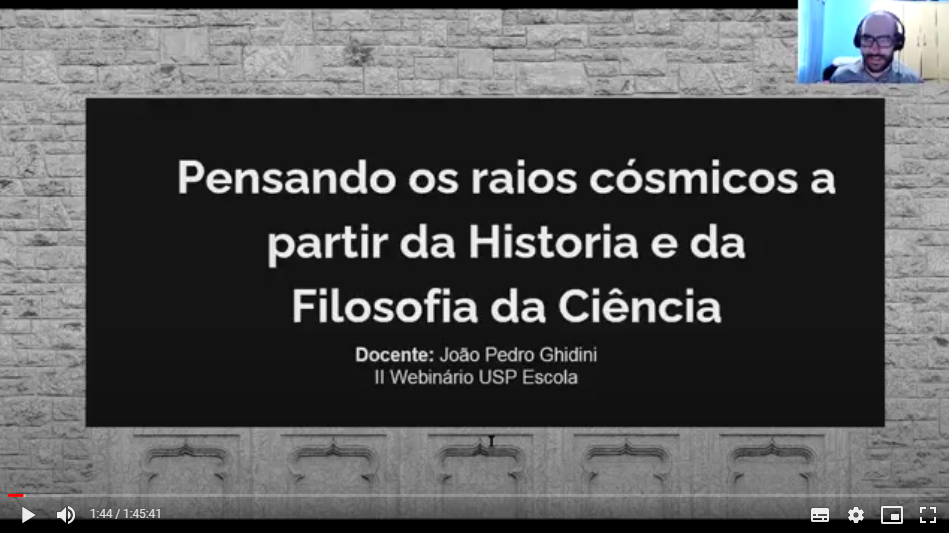 Pensando os raios cósmicos a
partir da Historia e da
Filosofia da Ciência
Docente: João Pedro Ghidini
II Webinário USP Escola
1:44 / 1:45:41